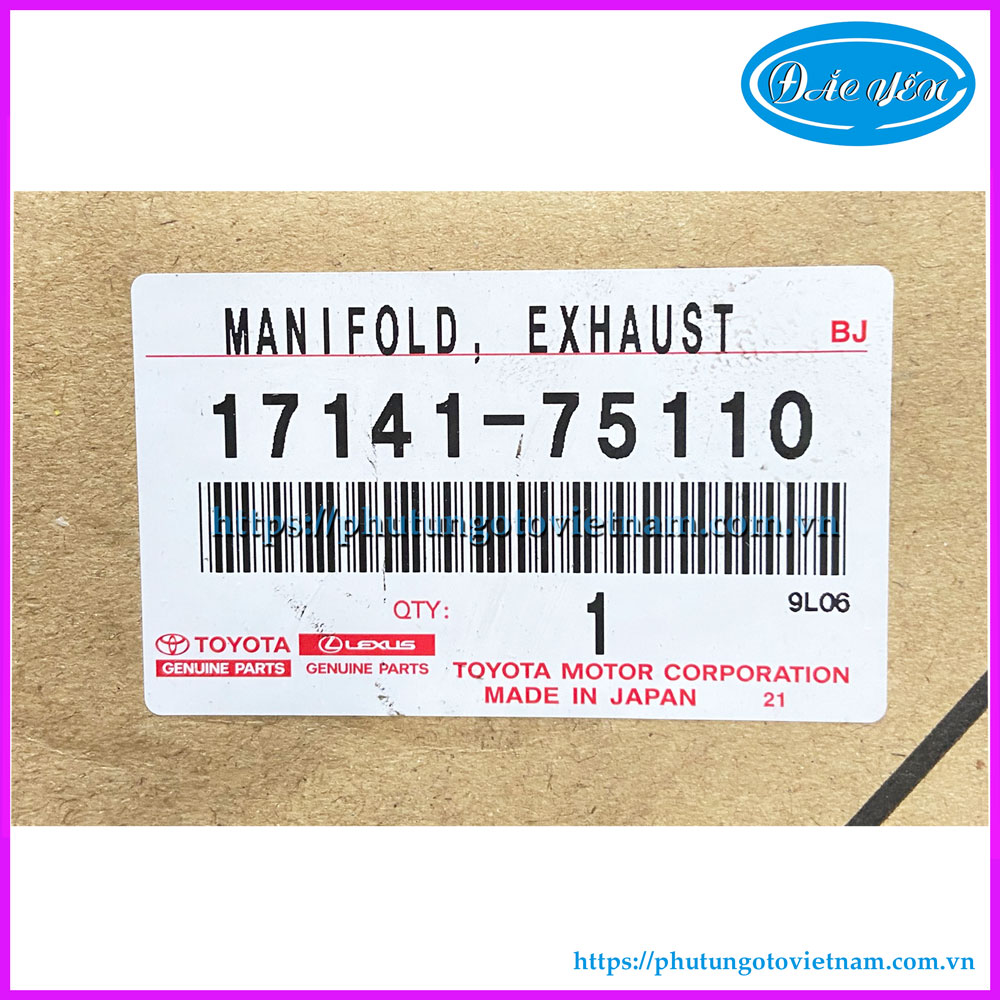 ĐẮC YẾN
MANIFOLD, EXHAUST
BJ
17141-75110
https://phutungotovietnam.com.vn
QTY:
1
9L06
TOYOTA
GENUINE PARTS
LEXUS
GENUINE PARTS
TOYOTA MOTOR CORPORATION
MADE IN JAPAN
21
https://phutungotovietnam.com.vn